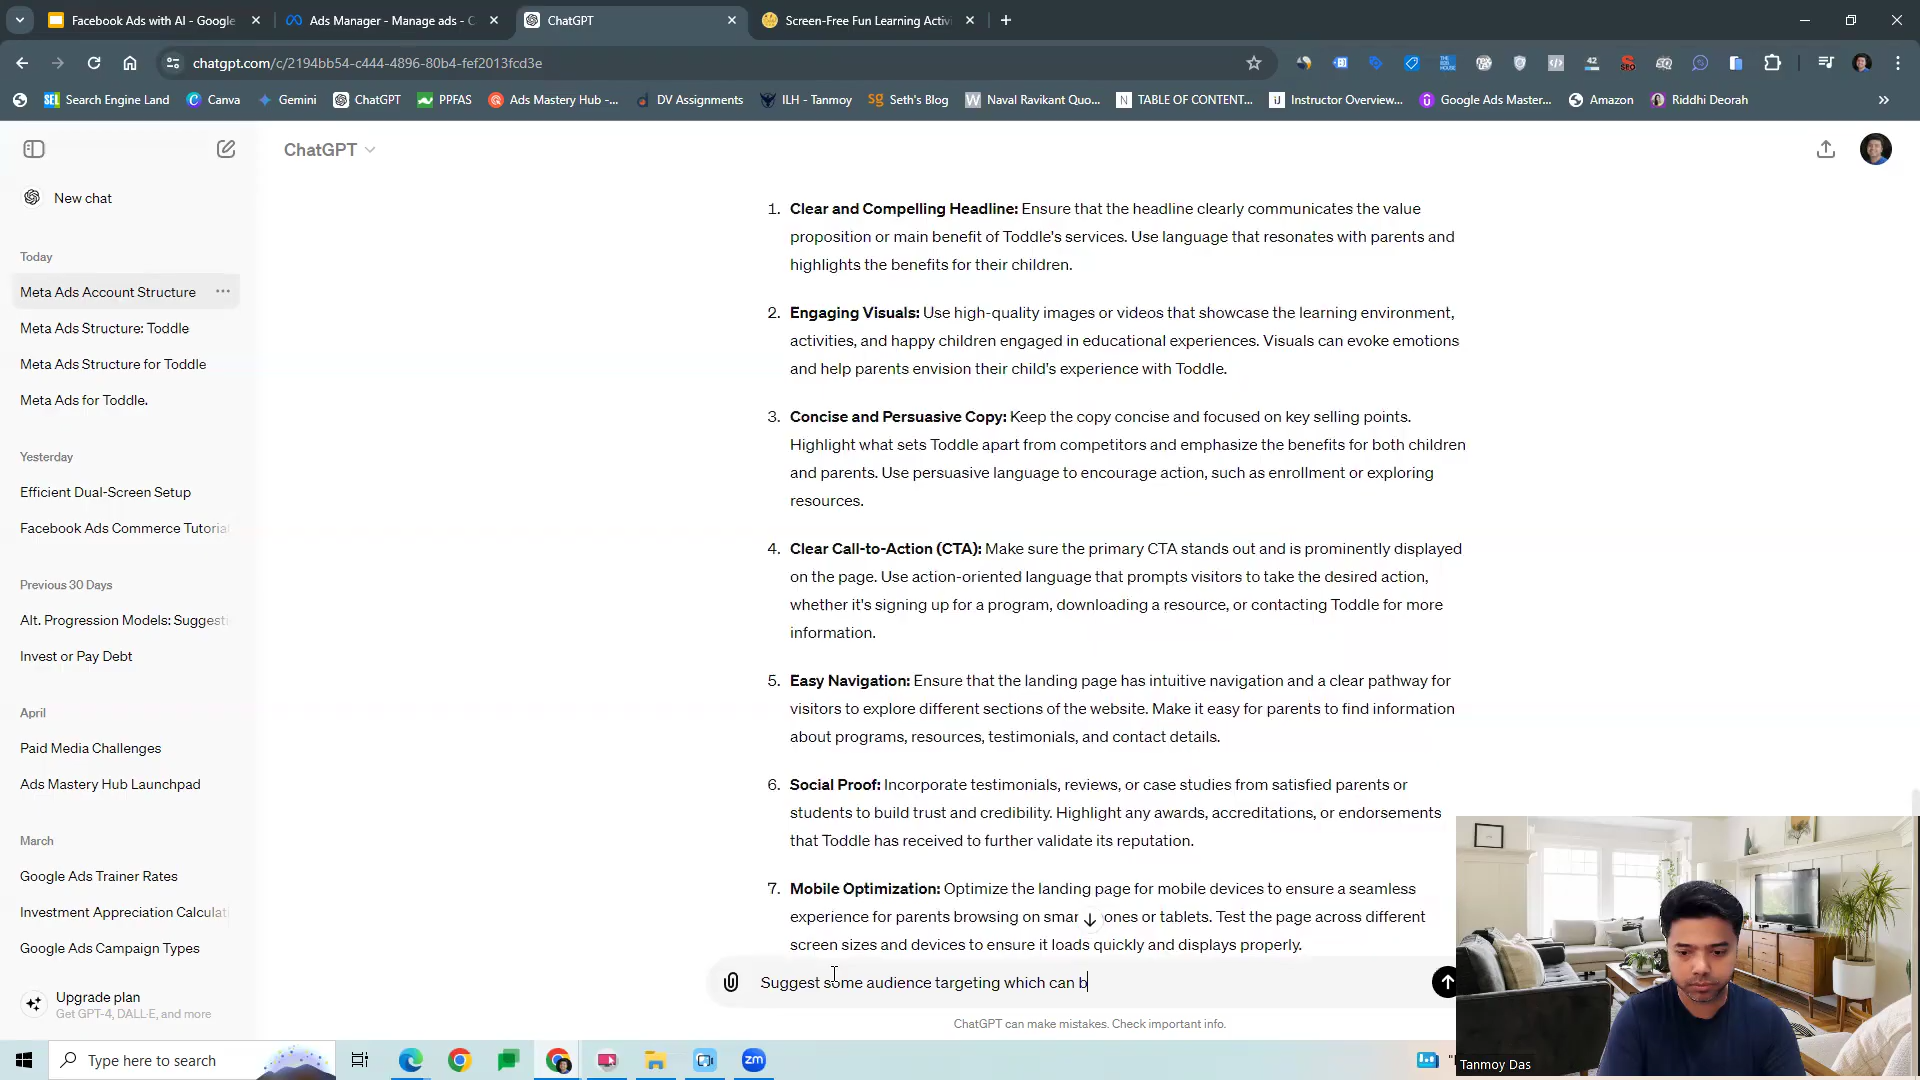 Facebook Ads with AI - Google
Ads Manager - Manage ads - C
ChatGPT
Screen-Free Fun Learning Activi
chatgpt.com/c/2194bb54-c444-4896-80b4-fef2013fcd3e
Search Engine Land
Canva
Gemini
ChatGPT
PPFAS
Ads Mastery Hub -...
DV Assignments
ILH - Tanmoy
Seth's Blog
Naval Ravikant Quo...
TABLE OF CONTENT...
Instructor Overview...
Google Ads Master...
Amazon
Riddhi Deorah
ChatGPT
New chat
Today
Meta Ads Account Structure
Meta Ads Structure: Toddle
Meta Ads Structure for Toddle
Meta Ads for Toddle.
Yesterday
Efficient Dual-Screen Setup
Facebook Ads Commerce Tutorial
Previous 30 Days
Alt. Progression Models: Suggesti
Invest or Pay Debt
April
Paid Media Challenges
Ads Mastery Hub Launchpad
March
Google Ads Trainer Rates
Investment Appreciation Calculat
Google Ads Campaign Types
Upgrade plan
Get GPT-4, DALL·E, and more
1. Clear and Compelling Headline: Ensure that the headline clearly communicates the value
proposition or main benefit of Toddle's services. Use language that resonates with parents and
highlights the benefits for their children.
2. Engaging Visuals: Use high-quality images or videos that showcase the learning environment,
activities, and happy children engaged in educational experiences. Visuals can evoke emotions
and help parents envision their child's experience with Toddle.
3. Concise and Persuasive Copy: Keep the copy concise and focused on key selling points.
Highlight what sets Toddle apart from competitors and emphasize the benefits for both children
and parents. Use persuasive language to encourage action, such as enrollment or exploring
resources.
4. Clear Call-to-Action (CTA): Make sure the primary CTA stands out and is prominently displayed
on the page. Use action-oriented language that prompts visitors to take the desired action,
whether it's signing up for a program, downloading a resource, or contacting Toddle for more
information.
5. Easy Navigation: Ensure that the landing page has intuitive navigation and a clear pathway for
visitors to explore different sections of the website. Make it easy for parents to find information
about programs, resources, testimonials, and contact details.
6. Social Proof: Incorporate testimonials, reviews, or case studies from satisfied parents or
students to build trust and credibility. Highlight any awards, accreditations, or endorsements
that Toddle has received to further validate its reputation.
7. Mobile Optimization: Optimize the landing page for mobile devices to ensure a seamless
experience for parents browsing on smar ones or tablets. Test the page across different
screen sizes and devices to ensure it loads quickly and displays properly.
Suggest some audience targeting which can b
ChatGPT can make mistakes. Check important info.
Type here to search
zm
Tanmoy Das